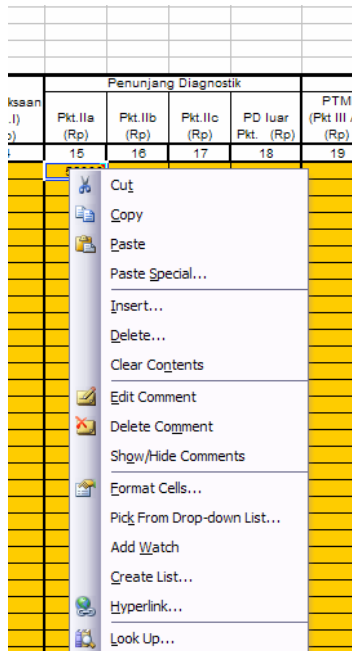 Penunjang Diagnostik
ksaan
.I)
Pkt.IIa
(Rp)
Pkt.IIb
(Rp)
Pkt.IIc
(Rp)
PD luar
Pkt. (Rp)
PTM
(Pkt III
(Rp)
15 16 17 18 19
Cut
Copy
Paste
Paste Special...
Insert...
Delete...
Clear Contents
Edit Comment
Delete Comment
Show/Hide Comments
Format Cells...
Pick From Drop-down List...
Add Watch
Create List...
Hyperlink...
Look Up...